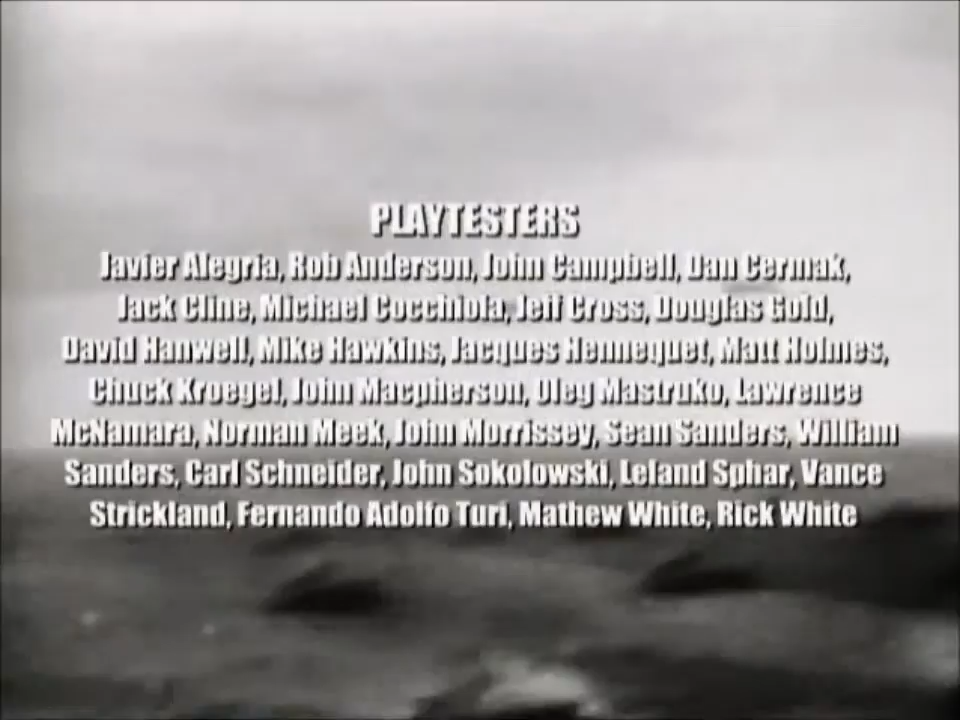 PLAYTESTERS
Javier Alegria, Rob Anderson, John Campbell, Dan Cermak,
Jack Cline, Michael Cocchiola, Jeff Cross, Douglas Gold,
David Hanwell, Mike Hawkins, Jacques Hennequet, Matt Holmes,
Chuck Kroegel, John Macpherson, Oleg Mastruko, Lawrence
McNamara, Norman Meek, John Morrissey, Sean Sanders, William
Sanders, Carl Schneider, John Sokolowski, Leland Sphar, Vance
Strickland, Fernando Adolfo Turi, Mathew White, Rick White